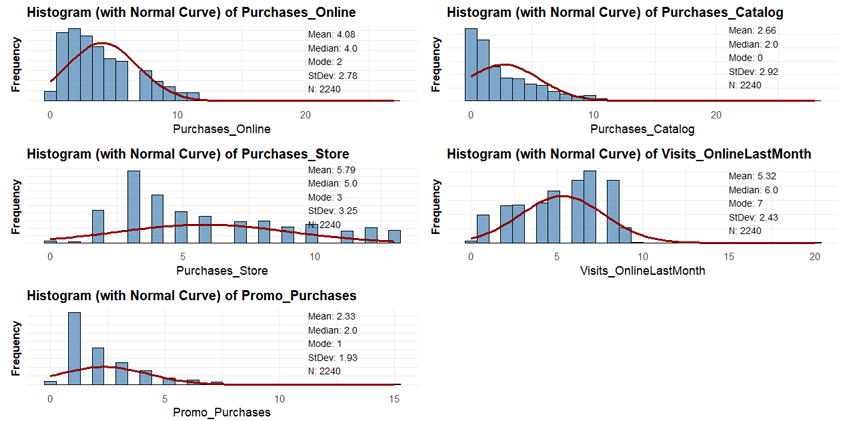 Histogram (with Normal Curve) of Purchases_Online
Frequency
Mean: 4.08
Median: 4.0
Mode: 2
StDev: 2.78
N: 2240
0 10 20
Purchases_Online
Histogram (with Normal Curve) of Purchases_Catalog
Frequency
Mean: 2.66
Median: 2.0
Mode: 0
StDev: 2.92
N: 2240
0 10 20
Purchases_Catalog
Histogram (with Normal Curve) of Purchases_Store
Frequency
Mean: 5.79
Median: 5.0
Mode: 3
StDev: 3.25
N: 2240
0 5 10
Purchases_Store
Histogram (with Normal Curve) of Visits_OnlineLastMonth
Frequency
Mean: 5.32
Median: 6.0
Mode: 7
StDev: 2.43
N: 2240
0 5 10 15 20
Visits_OnlineLastMonth
Histogram (with Normal Curve) of Promo_Purchases
Frequency
Mean: 2.33
Median: 2.0
Mode: 1
StDev: 1.93
N: 2240
0 5 10 15
Promo_Purchases